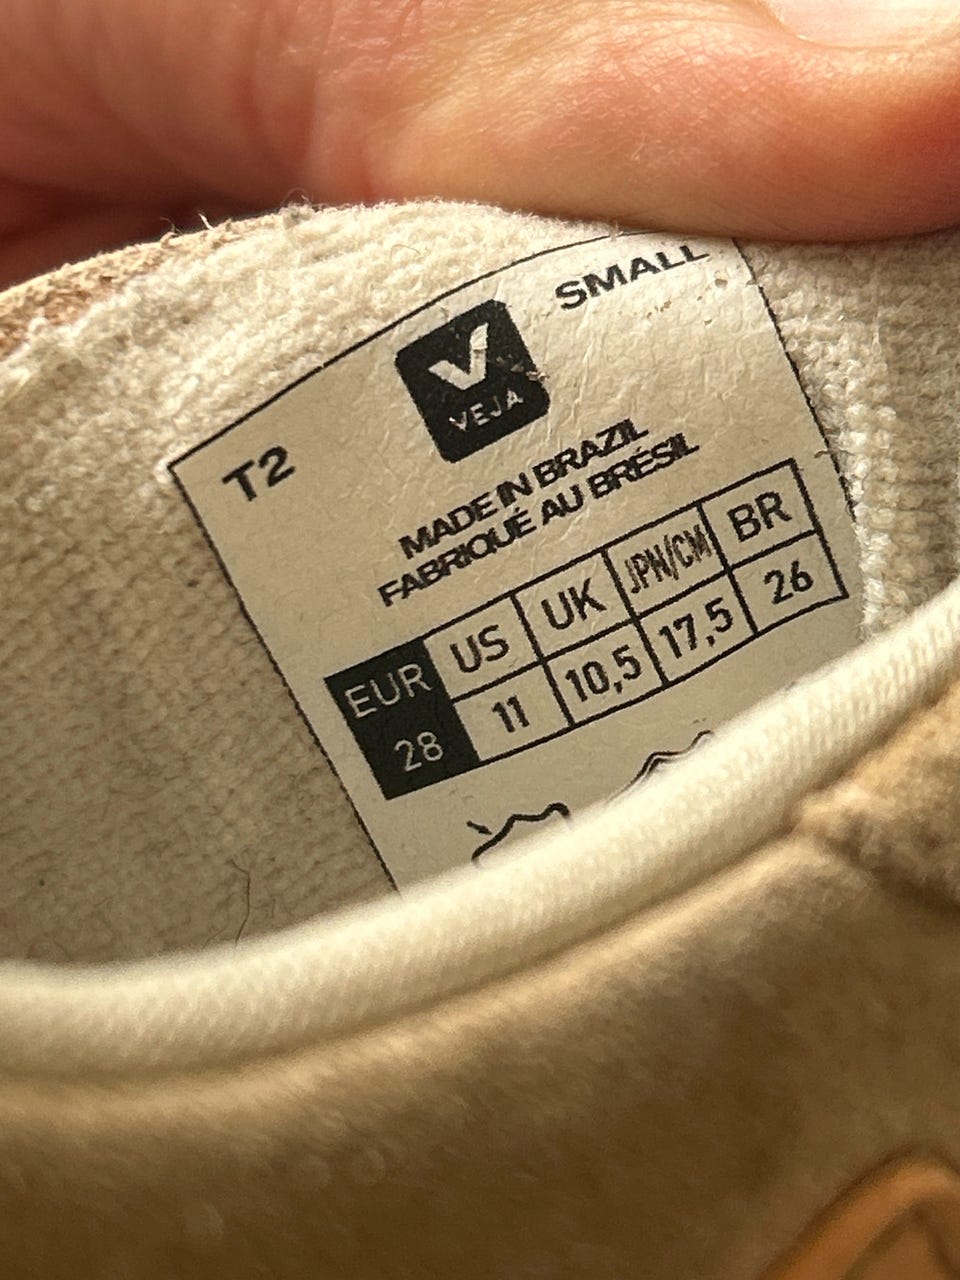 SMALL
VEJA
T2
MADE IN BRAZIL
FABRIQUÉ AU BRÉSIL
EUR US UK JPN/CM BR
28 11 10,5 17,5 26